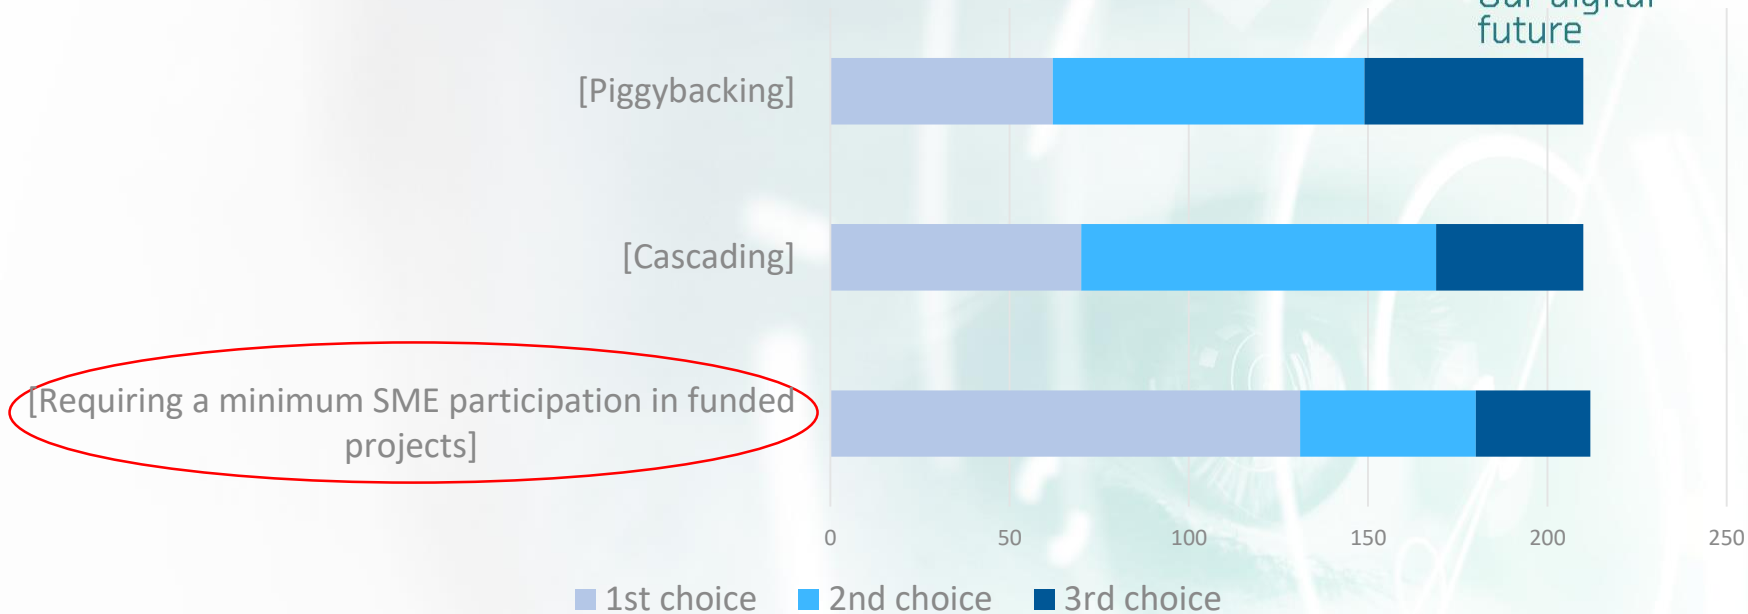 future
[Piggybacking]
[Cascading]
[Requiring a minimum SME participation in funded
projects]
0 50 100 150 200 250
1st choice 2nd choice 3rd choice